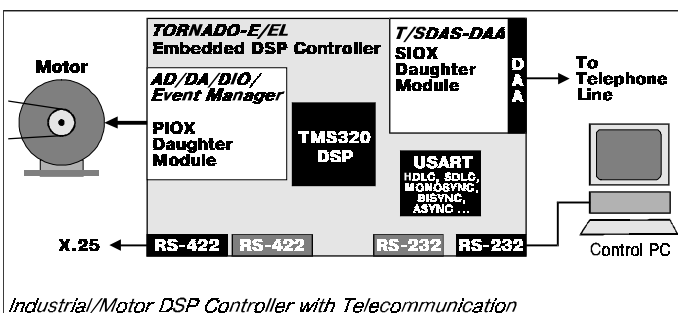 TORNADO-E/EL
Embedded DSP Controller
T/SDAS-DAA
SIOX
Daughter
Module
DAA
To
Telephone
Line
Motor
AD/DA/DIO/
Event Manager
PIOX
Daughter
Module
TMS320
DSP
USART
HDLC, SDLC,
MONOSYNC,
BISYNC,
ASYNC ...
X.25
RS-422
RS-422
RS-232
RS-232
Control PC
Industrial/Motor DSP Controller with Telecommunication